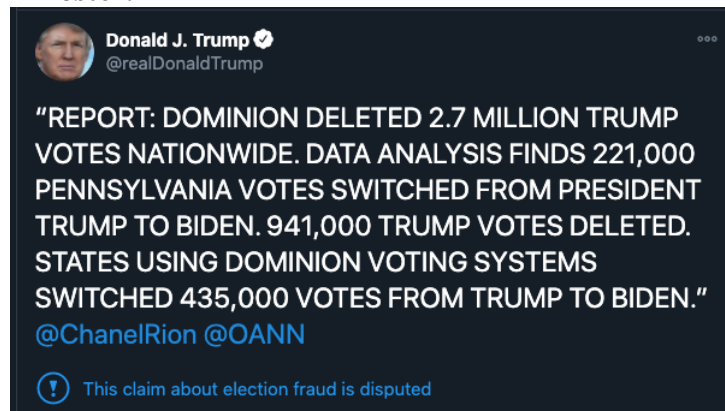 Donald J. Trump
@realDonaldTrump
“REPORT: DOMINION DELETED 2.7 MILLION TRUMP
VOTES NATIONWIDE. DATA ANALYSIS FINDS 221,000
PENNSYLVANIA VOTES SWITCHED FROM PRESIDENT
TRUMP TO BIDEN. 941,000 TRUMP VOTES DELETED.
STATES USING DOMINION VOTING SYSTEMS
SWITCHED 435,000 VOTES FROM TRUMP TO BIDEN.”
@ChanelRion @OANN
This claim about election fraud is disputed